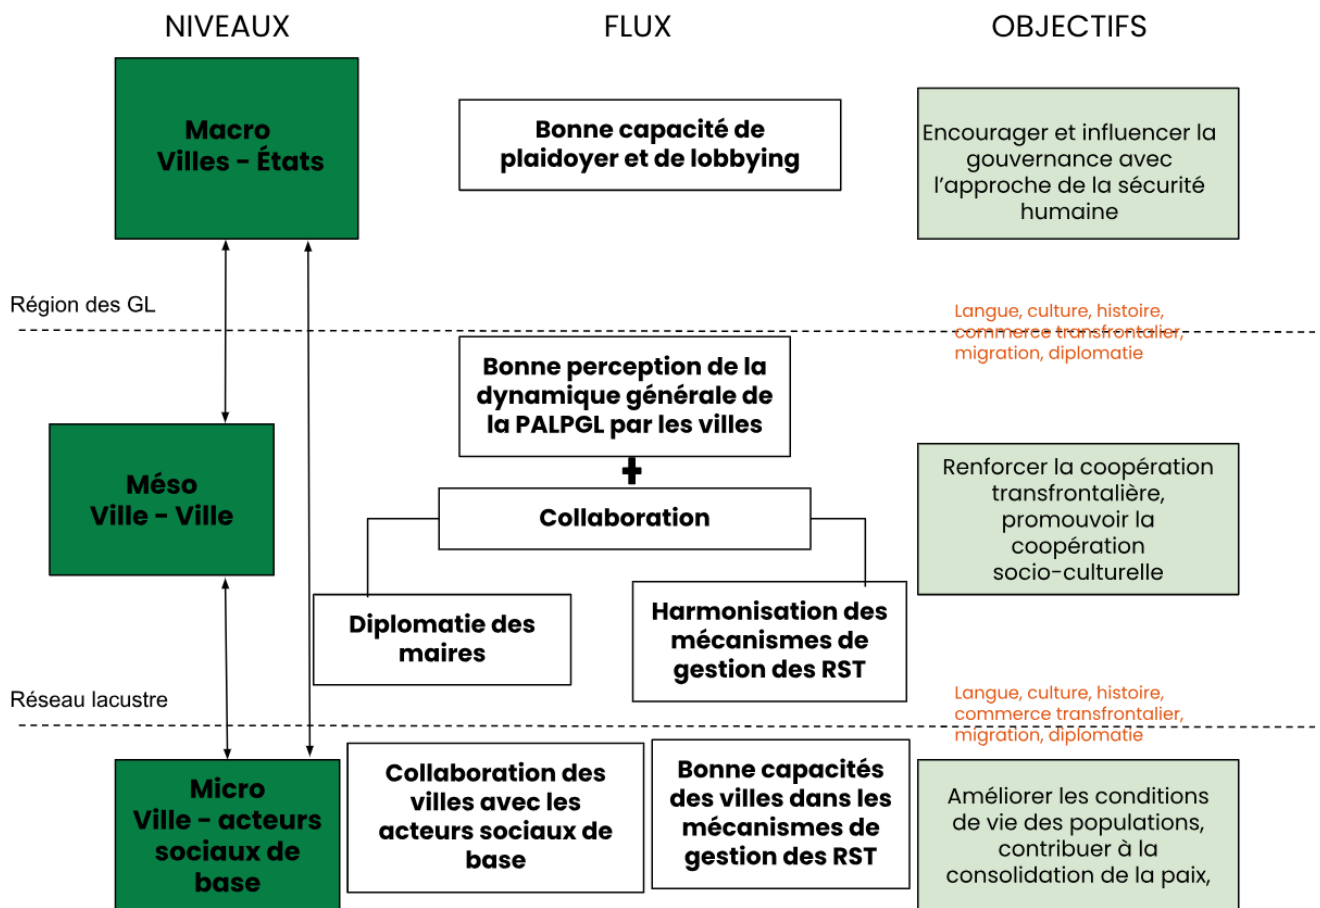 NIVEAUX
FLUX
OBJECTIFS
Macro
Villes – États
Bonne capacité de
plaidoyer et de lobbying
Encourager et influencer la
gouvernance avec
l'approche de la sécurité
humaine
Région des GL
Langue, culture, histoire,
commerce transfrontalier,
migration, diplomatie
Méso
Ville – Ville
Bonne perception de la
dynamique générale de
la PALPGL par les villes
+
Collaboration
Diplomatie des
maires
Harmonisation des
mécanismes de
gestion des RST
Renforcer la coopération
transfrontalière,
promouvoir la
coopération
socio-culturelle
Réseau lacustre
Langue, culture, histoire,
commerce transfrontalier,
migration, diplomatie
Micro
Ville – acteurs
sociaux de
base
Collaboration des
villes avec les
acteurs sociaux de
base
Bonne capacités
des villes dans les
mécanismes de
gestion des RST
Améliorer les conditions
de vie des populations,
contribuer à la
consolidation de la paix,